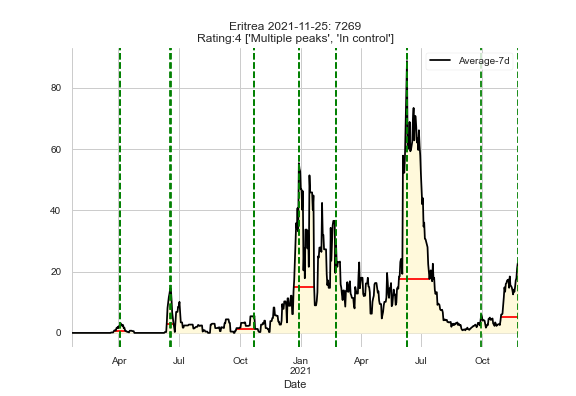 Eritrea 2021-11-25: 7269
Rating:4 ['Multiple peaks', 'In control']
Average-7d
80
60
40
20
0
Apr
Jul
Oct
Jan
2021
Apr
Jul
Oct
Date